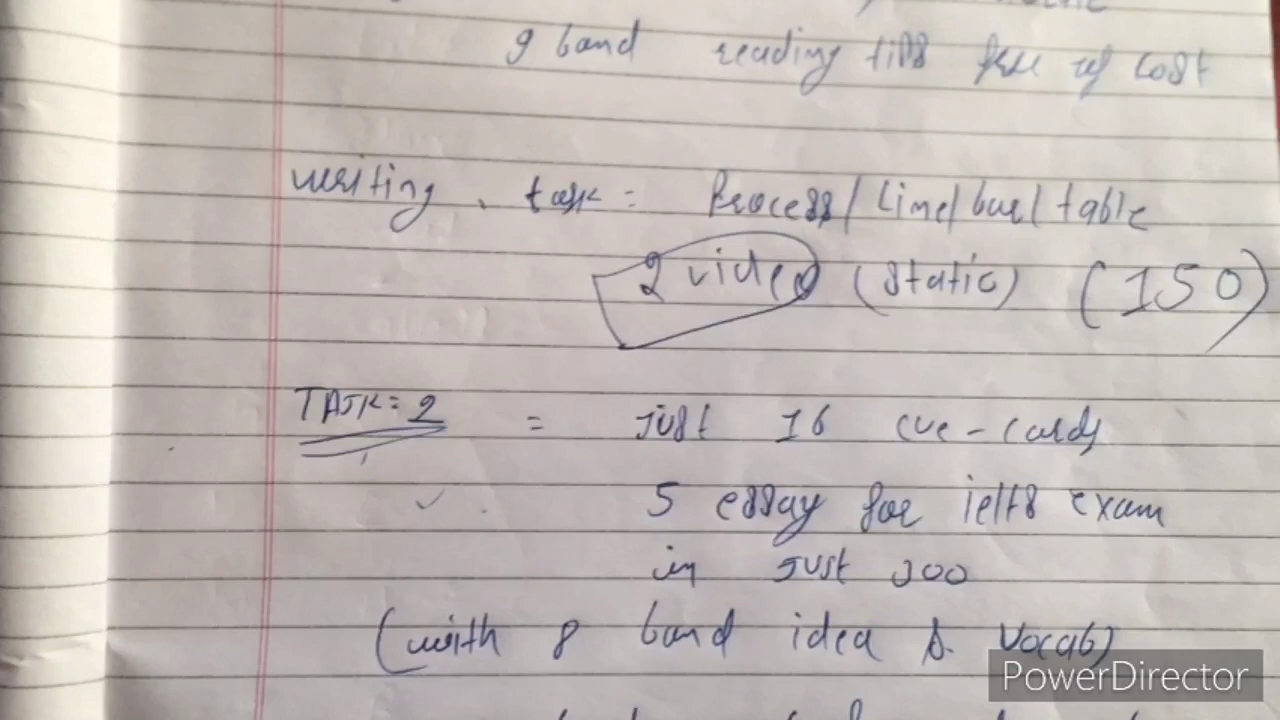 9 band reading tips free of cost
writing task = Process/Line/bar/table
2 video (static) (150)
TASK = 2 = Just 16 cue-cards
5 essay for ielts exam
in Just 300
(with 8 band idea & vocab)
PowerDirector